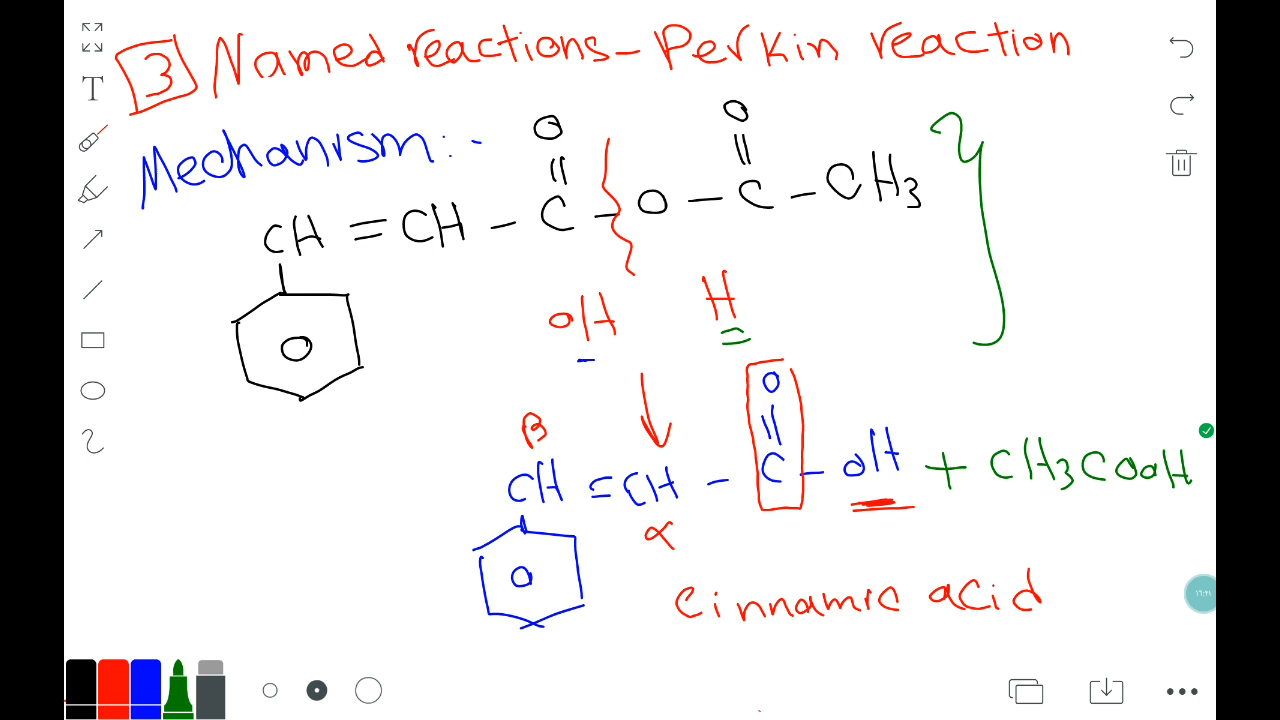 3 Named reactions - Perkin reaction
Mechanism:-
O O
|| ||
CH = CH - C - O - C - CH3
OH H
O
β ||
CH = CH - C - OH + CH3COOH
α
Cinnamic acid
T